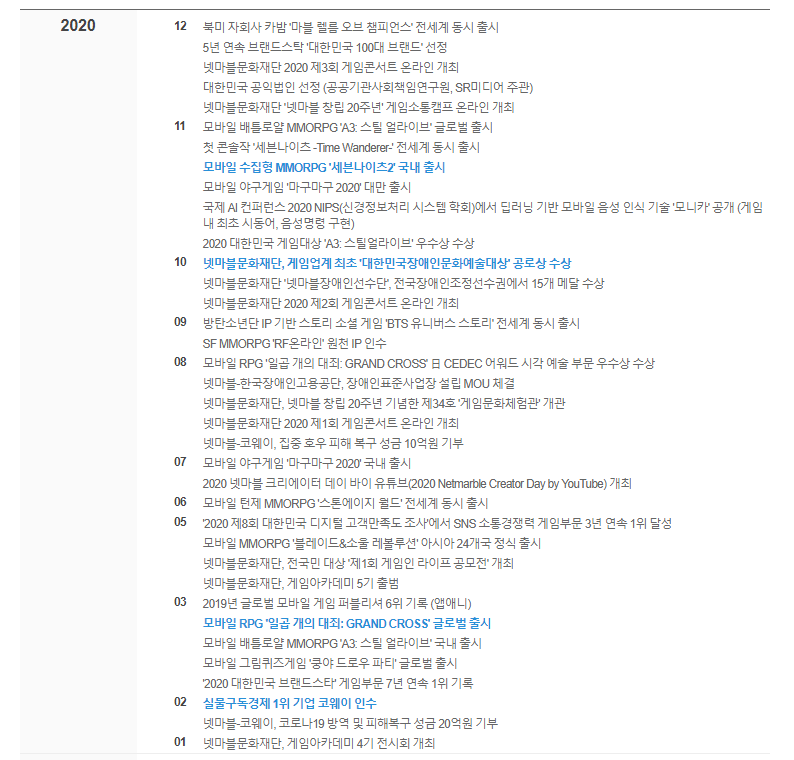 2020
12 북미 자회사 카밤 '마블 렐름 오브 챔피언스' 전세계 동시 출시
5년 연속 브랜드스탁 '대한민국 100대 브랜드' 선정
넷마블문화재단 2020 제3회 게임콘서트 온라인 개최
대한민국 공익법인 선정 (공공기관사회책임연구원, SR미디어 주관)
넷마블문화재단 '넷마블 창립 20주년' 게임소통캠프 온라인 개최
11 모바일 배틀로얄 MMORPG 'A3: 스틸 얼라이브' 글로벌 출시
첫 콘솔작 '세븐나이츠 -Time Wanderer-' 전세계 동시 출시
모바일 수집형 MMORPG '세븐나이츠2' 국내 출시
모바일 야구게임 '마구마구 2020' 대만 출시
국제 AI 컨퍼런스 2020 NIPS(신경정보처리 시스템 학회)에서 딥러닝 기반 모바일 음성 인식 기술 '모니카' 공개 (게임
내 최초 시동어, 음성명령 구현)
2020 대한민국 게임대상 'A3: 스틸얼라이브' 우수상 수상
10 넷마블문화재단, 게임업계 최초 '대한민국장애인문화예술대상' 공로상 수상
넷마블문화재단 '넷마블장애인선수단', 전국장애인조정선수권에서 15개 메달 수상
넷마블문화재단 2020 제2회 게임콘서트 온라인 개최
09 방탄소년단 IP 기반 스토리 소셜 게임 'BTS 유니버스 스토리' 전세계 동시 출시
SF MMORPG 'RF온라인' 원천 IP 인수
08 모바일 RPG '일곱 개의 대죄: GRAND CROSS' 日 CEDEC 어워드 시각 예술 부문 우수상 수상
넷마블-한국장애인고용공단, 장애인표준사업장 설립 MOU 체결
넷마블문화재단, 넷마블 창립 20주년 기념한 제34호 '게임문화체험관' 개관
넷마블문화재단 2020 제1회 게임콘서트 온라인 개최
넷마블-코웨이, 집중 호우 피해 복구 성금 10억원 기부
07 모바일 야구게임 '마구마구 2020' 국내 출시
2020 넷마블 크리에이터 데이 바이 유튜브(2020 Netmarble Creator Day by YouTube) 개최
06 모바일 턴제 MMORPG '스톤에이지 월드' 전세계 동시 출시
05 '2020 제8회 대한민국 디지털 고객만족도 조사'에서 SNS 소통경쟁력 게임부문 3년 연속 1위 달성
모바일 MMORPG '블레이드&소울 레볼루션' 아시아 24개국 정식 출시
넷마블문화재단, 전국민 대상 '제1회 게임인 라이프 공모전' 개최
넷마블문화재단, 게임아카데미 5기 출범
03 2019년 글로벌 모바일 게임 퍼블리셔 6위 기록 (앱애니)
모바일 RPG '일곱 개의 대죄: GRAND CROSS' 글로벌 출시
모바일 배틀로얄 MMORPG 'A3: 스틸 얼라이브' 국내 출시
모바일 그림퀴즈게임 '쿵야 드로우 파티' 글로벌 출시
'2020 대한민국 브랜드스타' 게임부문 7년 연속 1위 기록
02 실물구독경제 1위 기업 코웨이 인수
넷마블-코웨이, 코로나19 방역 및 피해복구 성금 20억원 기부
01 넷마블문화재단, 게임아카데미 4기 전시회 개최